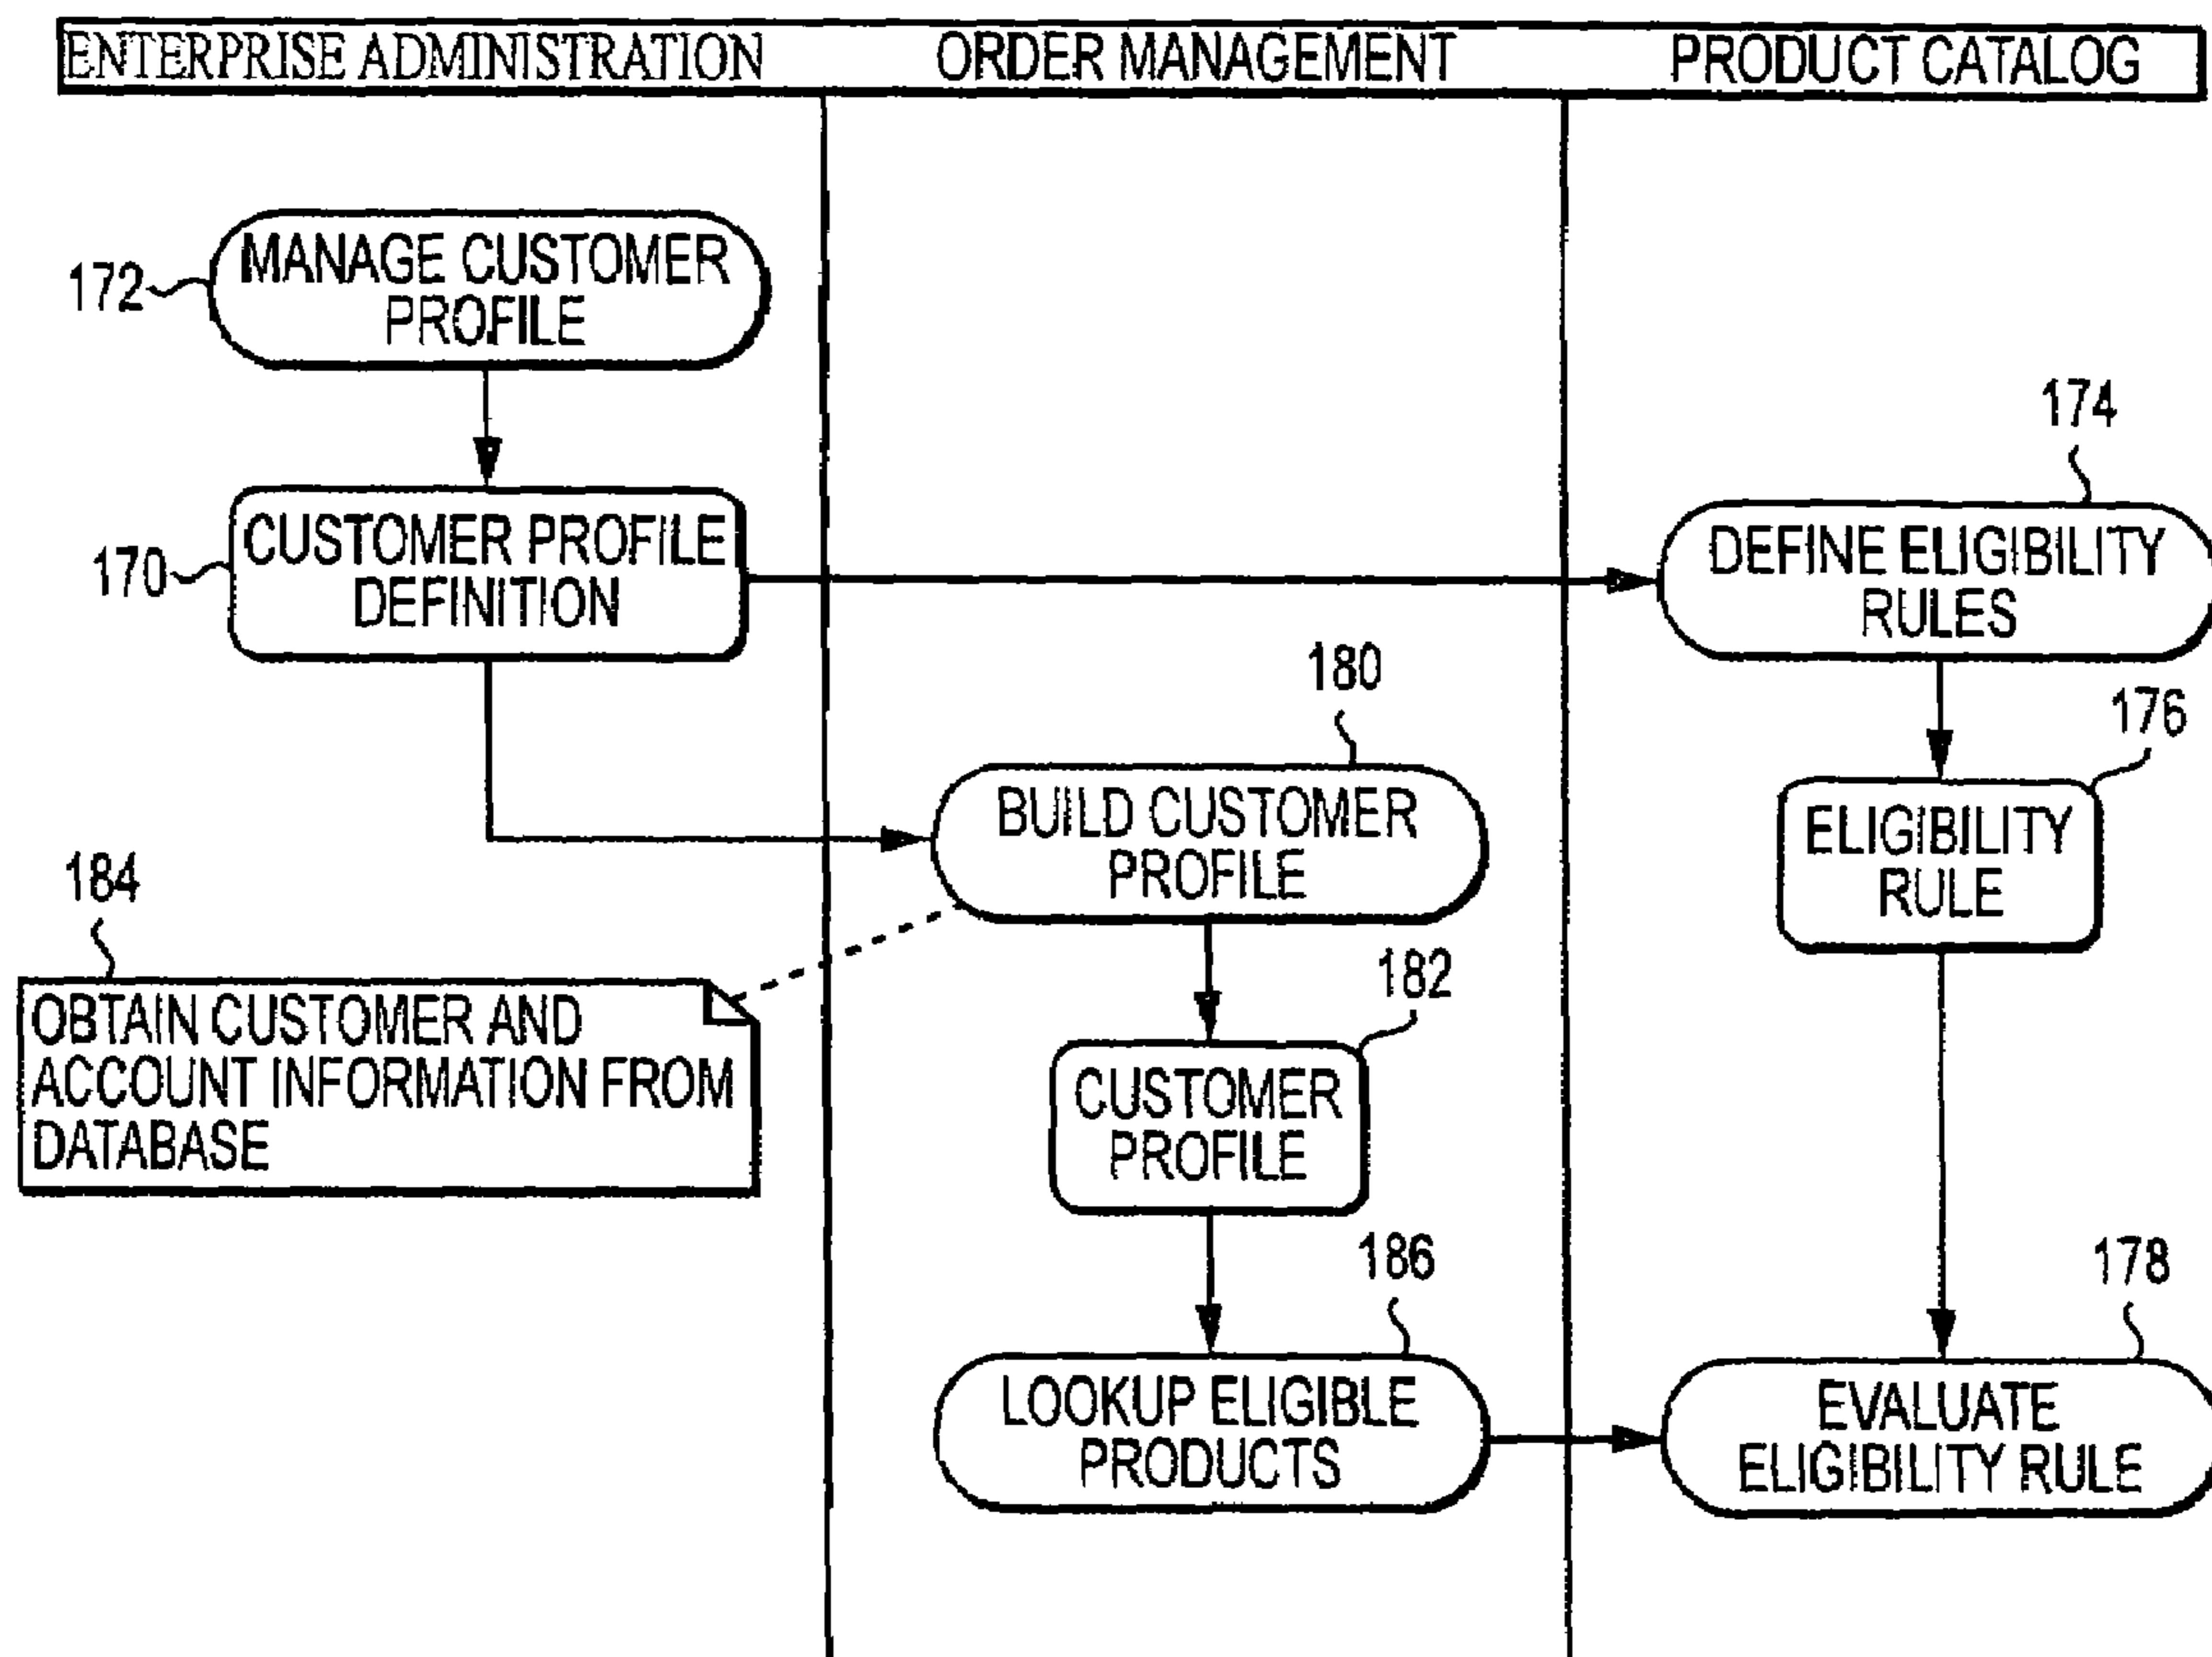 ENTERPRISE ADMINISTRATION
ORDER MANAGEMENT
PRODUCT CATALOG
172
MANAGE CUSTOMER
PROFILE
170
CUSTOMER PROFILE
DEFINITION
174
DEFINE ELIGIBILITY
RULES
176
ELIGIBILITY
RULE
180
BUILD CUSTOMER
PROFILE
184
OBTAIN CUSTOMER AND
ACCOUNT INFORMATION FROM
DATABASE
182
CUSTOMER
PROFILE
186
LOOKUP ELIGIBLE
PRODUCTS
178
EVALUATE
ELIGIBILITY RULE